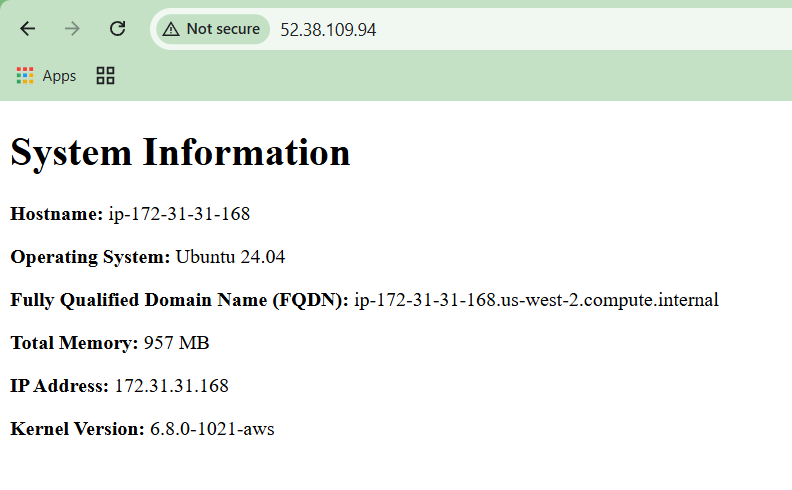 Not secure 52.38.109.94
Apps
System Information
Hostname: ip-172-31-31-168
Operating System: Ubuntu 24.04
Fully Qualified Domain Name (FQDN): ip-172-31-31-168.us-west-2.compute.internal
Total Memory: 957 MB
IP Address: 172.31.31.168
Kernel Version: 6.8.0-1021-aws